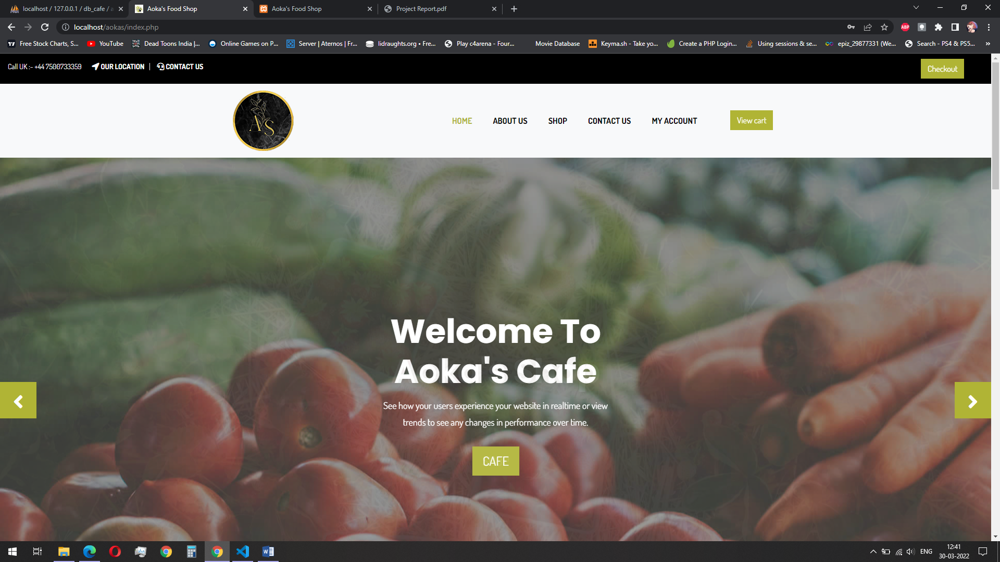 localhost / 127.0.0.1 / db_cafe / a
Aoka's Food Shop
Aoka's Food Shop
Project Report.pdf
localhost/aokas/index.php
ABP
Free Stock Charts, S...
YouTube
Dead Toons India |...
Online Games on P...
Server | Aternos | Fr...
lidraughts.org • Fre...
Play c4arena - Four...
Movie Database
Keyma.sh - Take yo...
Create a PHP Login...
Using sessions & se...
epiz_29877331 (We...
Search - PS4 & PS5...
Call UK :- +44 7500733359
OUR LOCATION
CONTACT US
Checkout
AS
HOME
ABOUT US
SHOP
CONTACT US
MY ACCOUNT
View cart
Welcome To
Aoka's Cafe
See how your users experience your website in realtime or view
trends to see any changes in performance over time.
CAFE
ENG
12:41
30-03-2022